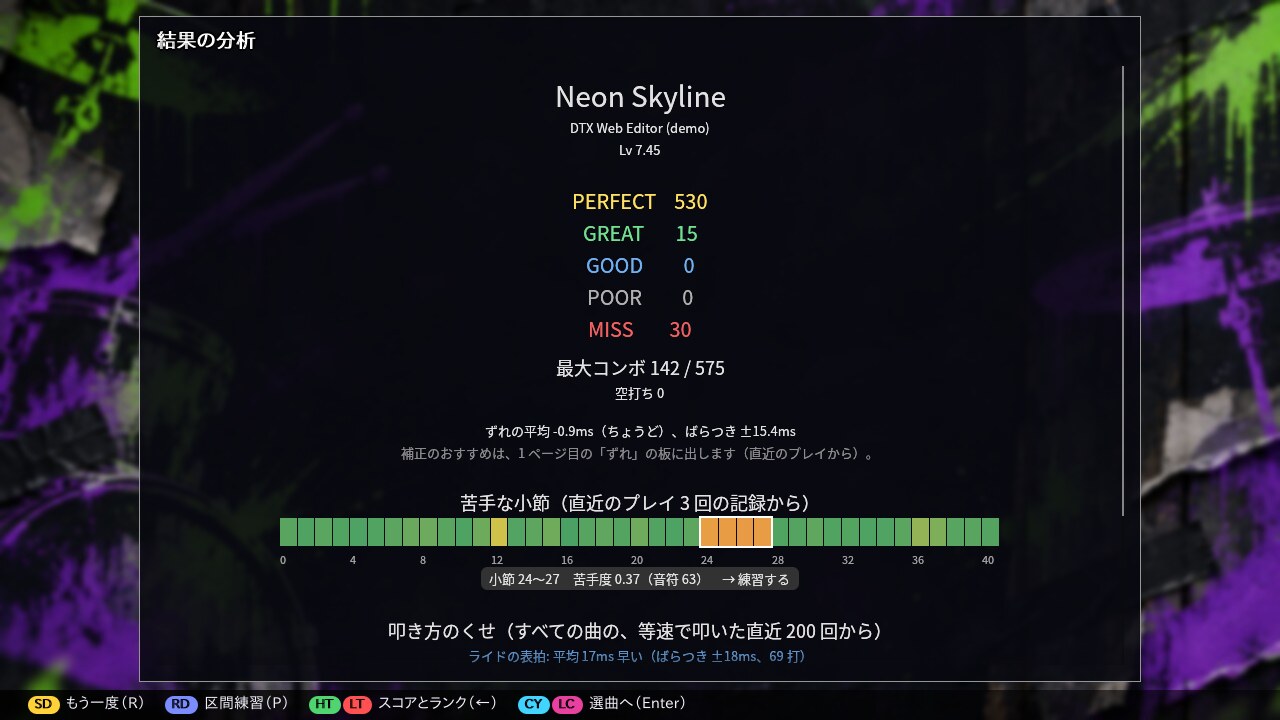 結果の分析
Neon Skyline
DTX Web Editor (demo)
Lv 7.45
PERFECT 530
GREAT 15
GOOD 0
POOR 0
MISS 30
最大コンボ 142 / 575
空打ち 0
ずれの平均 -0.9ms（ちょうど）、ばらつき ±15.4ms
補正のおすすめは、1 ページ目の「ずれ」の板に出します（直近のプレイから）。
苦手な小節（直近のプレイ 3 回の記録から）
0 4 8 12 16 20 24 28 32 36 40
小節 24〜27 苦手度 0.37（音符 63） → 練習する
叩き方のくせ（すべての曲の、等速で叩いた直近 200 回から）
ライドの表拍: 平均 17ms 早い（ばらつき ±18ms、69 打）
SD もう一度（R） RD 区間練習（P） HT LT スコアとランク（←） CY LC 選曲へ（Enter）